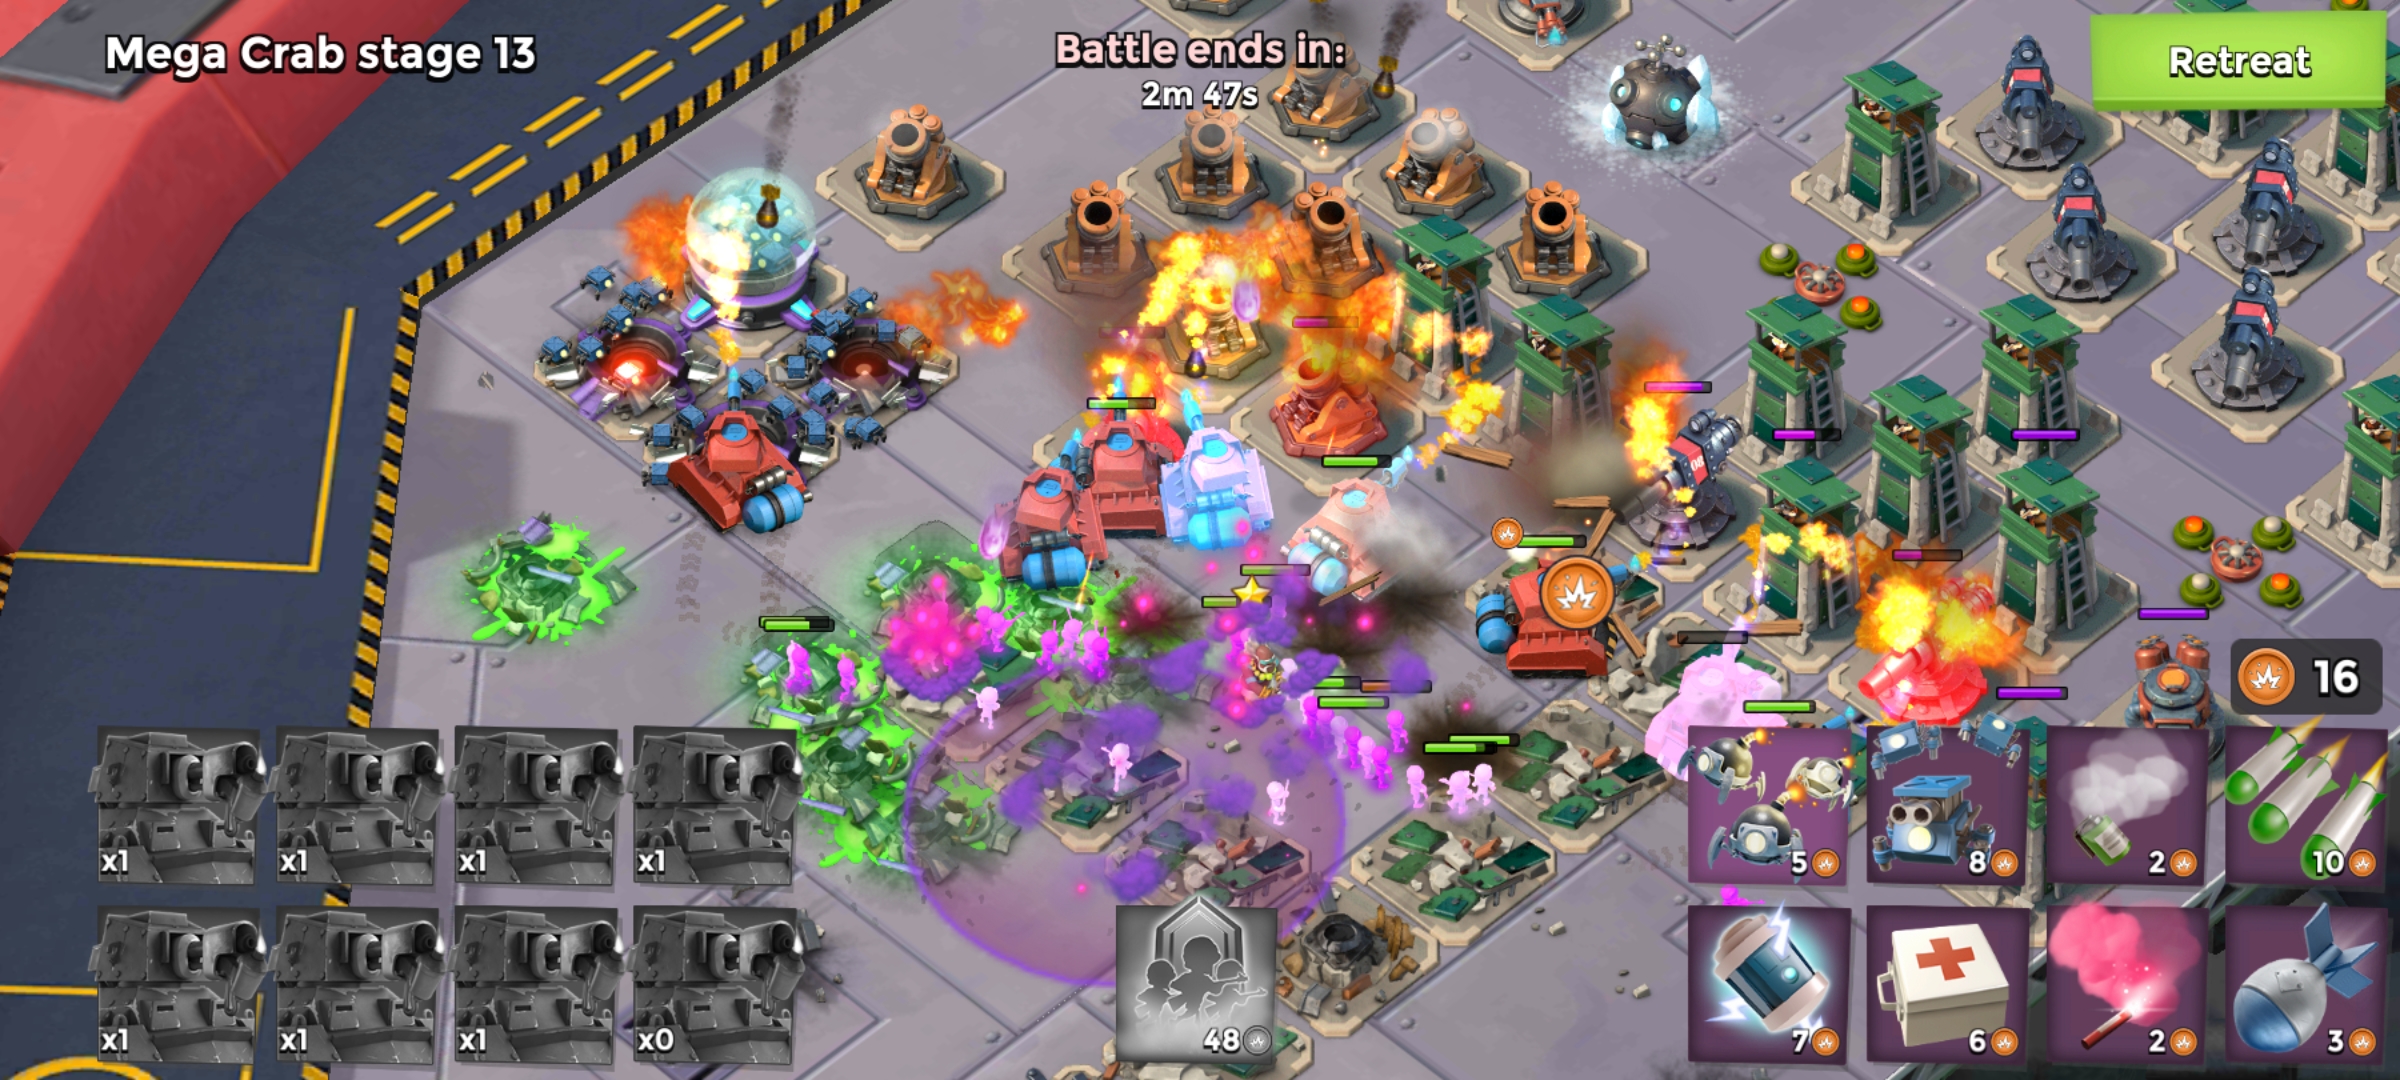 Mega Crab stage 13
Battle ends in:
2m 47s
Retreat
16
x1
x1
x1
x1
5
8
2
10
x1
x1
x1
x0
48
7
6
2
3